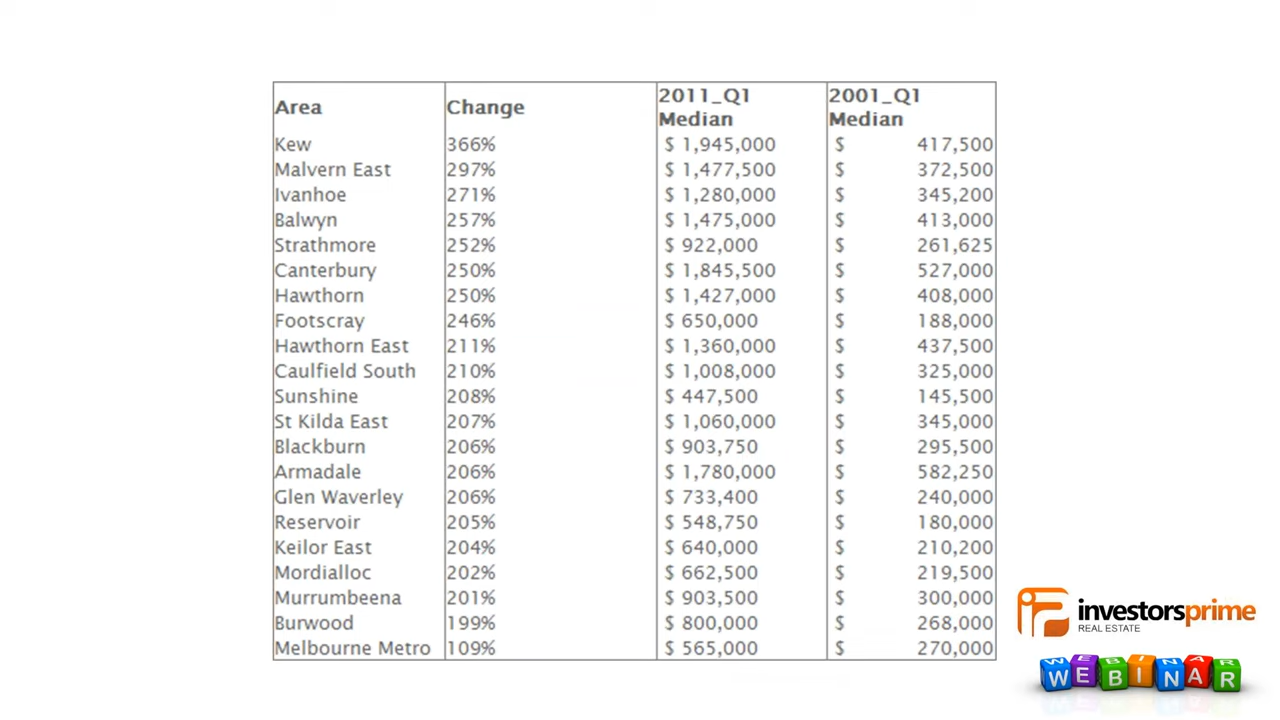 Area Change 2011_Q1 Median 2001_Q1 Median
Kew 366% $ 1,945,000 $ 417,500
Malvern East 297% $ 1,477,500 $ 372,500
Ivanhoe 271% $ 1,280,000 $ 345,200
Balwyn 257% $ 1,475,000 $ 413,000
Strathmore 252% $ 922,000 $ 261,625
Canterbury 250% $ 1,845,500 $ 527,000
Hawthorn 250% $ 1,427,000 $ 408,000
Footscray 246% $ 650,000 $ 188,000
Hawthorn East 211% $ 1,360,000 $ 437,500
Caulfield South 210% $ 1,008,000 $ 325,000
Sunshine 208% $ 447,500 $ 145,500
St Kilda East 207% $ 1,060,000 $ 345,000
Blackburn 206% $ 903,750 $ 295,500
Armadale 206% $ 1,780,000 $ 582,250
Glen Waverley 206% $ 733,400 $ 240,000
Reservoir 205% $ 548,750 $ 180,000
Keilor East 204% $ 640,000 $ 210,200
Mordialloc 202% $ 662,500 $ 219,500
Murrumbeena 201% $ 903,500 $ 300,000
Burwood 199% $ 800,000 $ 268,000
Melbourne Metro 109% $ 565,000 $ 270,000
investorsprime
REAL ESTATE
WEBINAR